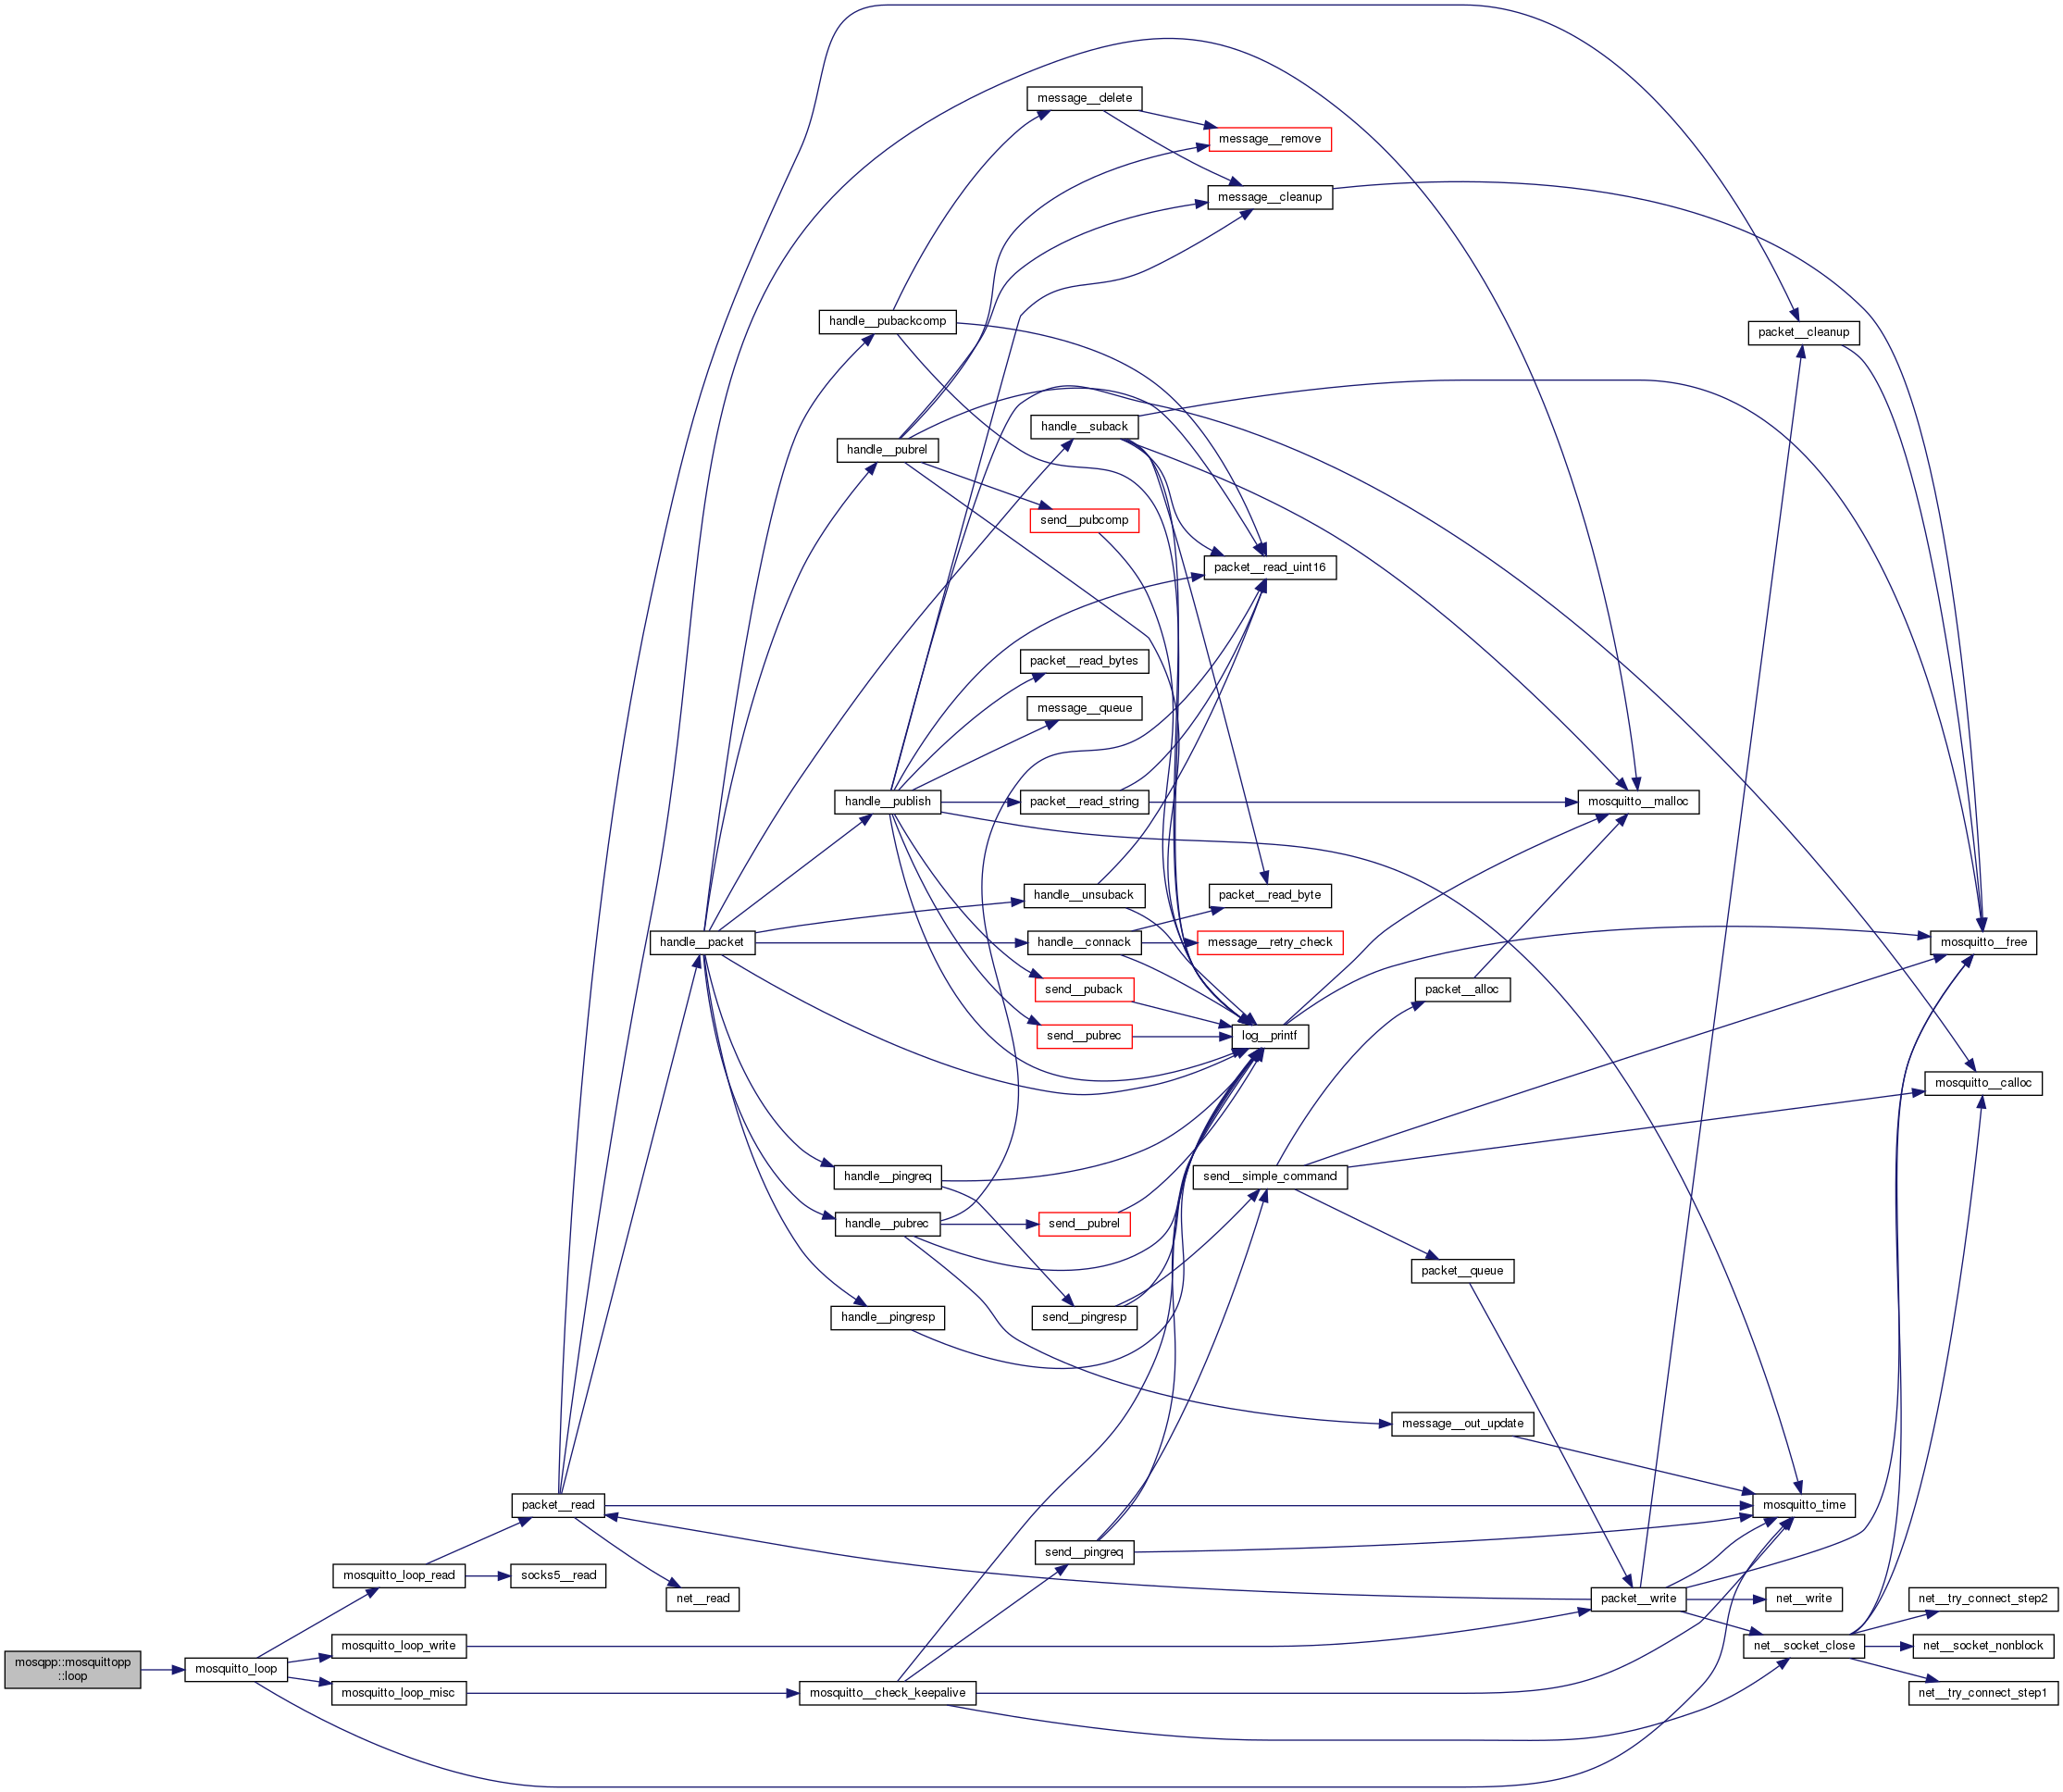 message__delete
message__remove
message__cleanup
handle__pubackcomp
packet__cleanup
handle__suback
handle__pubrel
send__pubcomp
packet__read_uint16
packet__read_bytes
message__queue
handle__publish
packet__read_string
mosquitto__malloc
handle__unsuback
packet__read_byte
handle__packet
handle__connack
message__retry_check
mosquitto__free
send__puback
packet__alloc
send__pubrec
log__printf
mosquitto__calloc
handle__pingreq
send__simple_command
handle__pubrec
send__pubrel
packet__queue
handle__pingresp
send__pingresp
message__out_update
packet__read
mosquitto_time
send__pingreq
mosquitto_loop_read
socks5__read
net__read
packet__write
net__write
net__try_connect_step2
mosquitto_loop_write
net__socket_close
net__socket_nonblock
mosqpp::mosquittopp
::loop
mosquitto_loop
mosquitto_loop_misc
mosquitto__check_keepalive
net__try_connect_step1